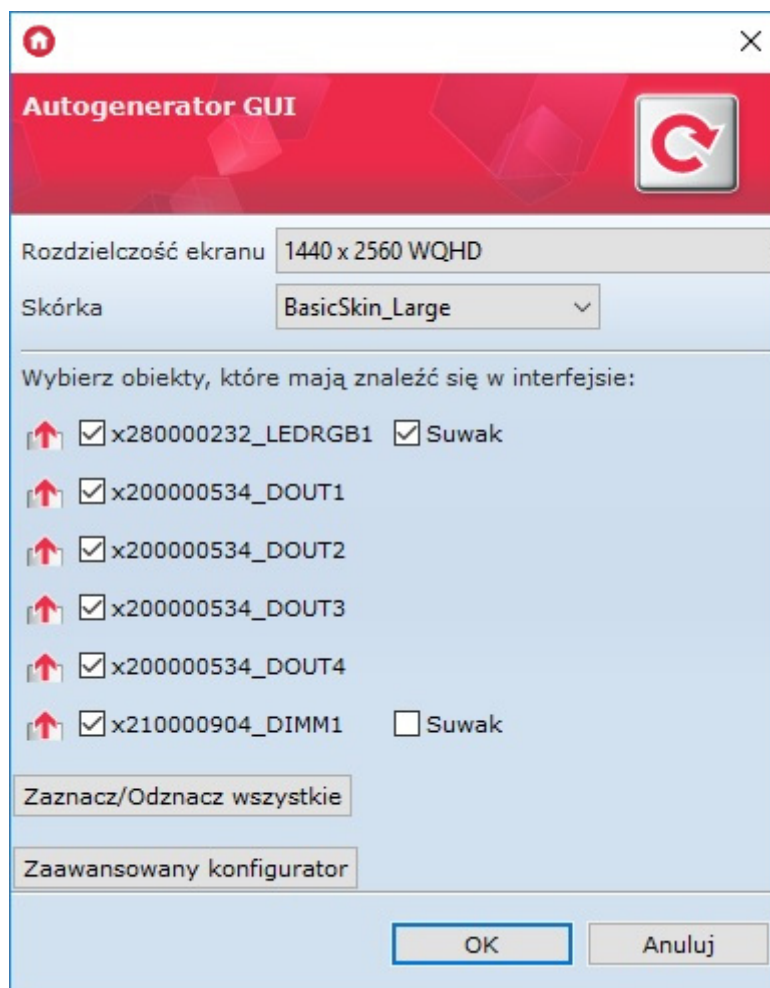 Autogenerator GUI
Rozdzielczość ekranu 1440 x 2560 WQHD
Skórka BasicSkin_Large
Wybierz obiekty, które mają znaleźć się w interfejsie:
x280000232_LEDRGB1 Suwak
x200000534_DOUT1
x200000534_DOUT2
x200000534_DOUT3
x200000534_DOUT4
x210000904_DIMM1 Suwak
Zaznacz/Odznacz wszystkie
Zaawansowany konfigurator
OK Anuluj